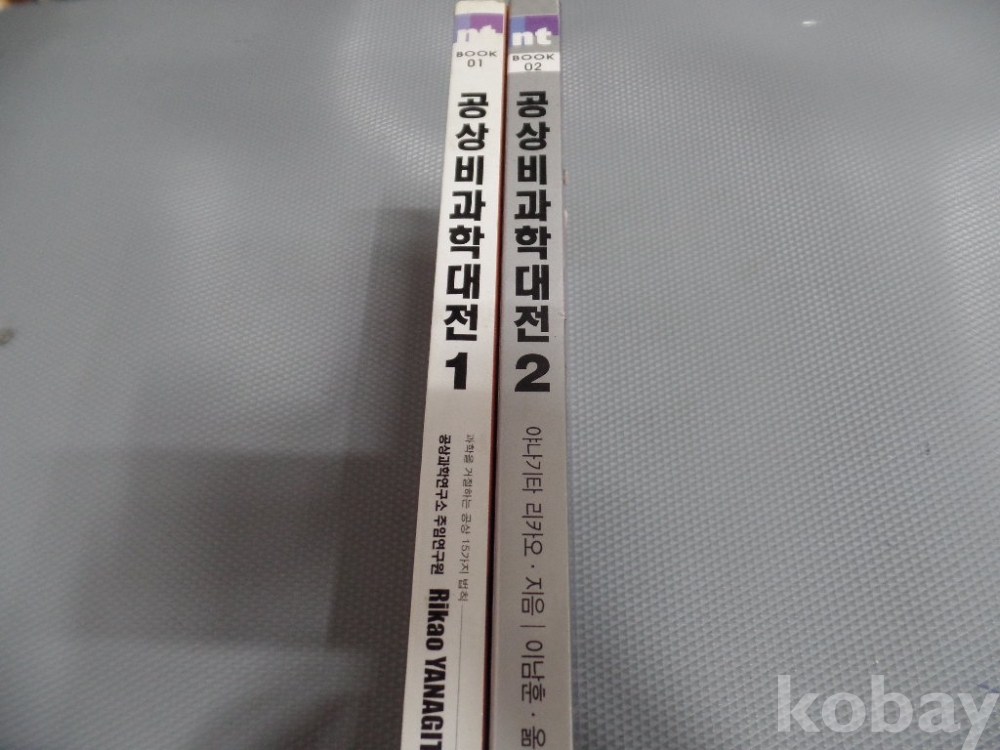 nt
BOOK
01
공상비과학대전
1
과학을 거절하는 공상 15가지 법칙
공상과학연구소 주임연구원 Rikao YANAGIT
nt
BOOK
02
공상비과학대전
2
야나기타 리카오 · 지음 | 이남훈 · 옮
kobay